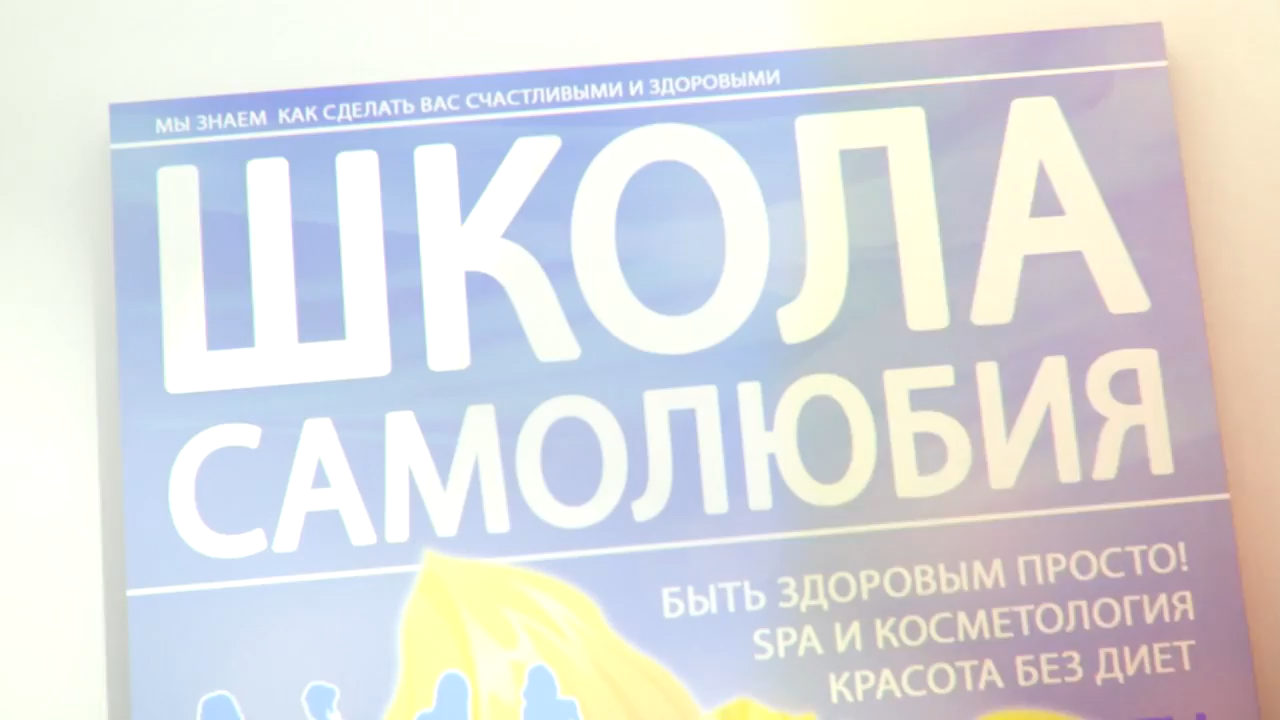 МЫ ЗНАЕМ КАК СДЕЛАТЬ ВАС СЧАСТЛИВЫМИ И ЗДОРОВЫМИ
ШКОЛА
САМОЛЮБИЯ
БЫТЬ ЗДОРОВЫМ ПРОСТО!
SPA И КОСМЕТОЛОГИЯ
КРАСОТА БЕЗ ДИЕТ